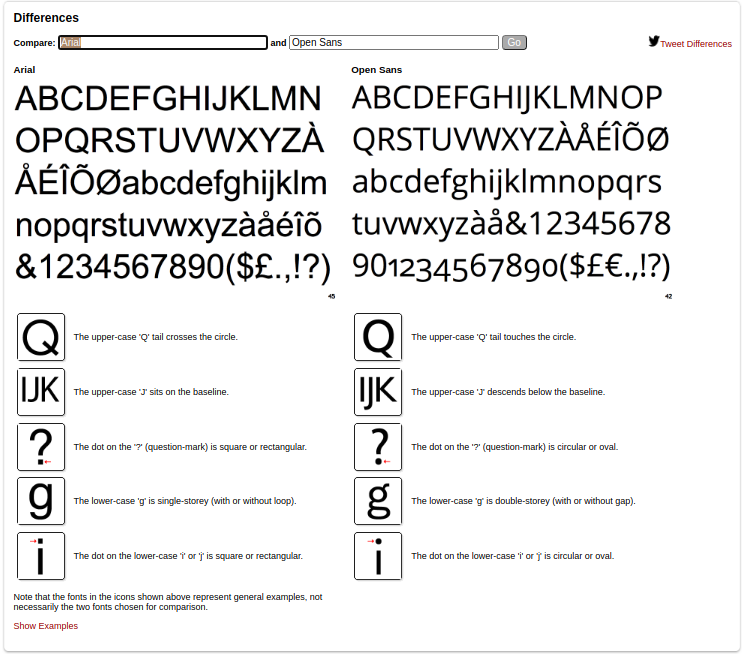 Differences
Compare: Arial and Open Sans Go
Tweet Differences
Arial
ABCDEFGHIJKLMN
OPQRSTUVWXYZÀ
ÅÉÎÕØabcdefghijklm
nopqrstuvwxyzàåéîõ
&1234567890($£.,!?)
45
Open Sans
ABCDEFGHIJKLMNOP
QRSTUVWXYZÀÅÉÎÕØ
abcdefghijklmnopqrs
tuvwxyzàå&12345678
901234567890($£€.,!?)
42
Q The upper-case 'Q' tail crosses the circle.
Q The upper-case 'Q' tail touches the circle.
IJK The upper-case 'J' sits on the baseline.
IJK The upper-case 'J' descends below the baseline.
? The dot on the '?' (question-mark) is square or rectangular.
? The dot on the '?' (question-mark) is circular or oval.
g The lower-case 'g' is single-storey (with or without loop).
g The lower-case 'g' is double-storey (with or without gap).
i The dot on the lower-case 'i' or 'j' is square or rectangular.
i The dot on the lower-case 'i' or 'j' is circular or oval.
Note that the fonts in the icons shown above represent general examples, not
necessarily the two fonts chosen for comparison.
Show Examples